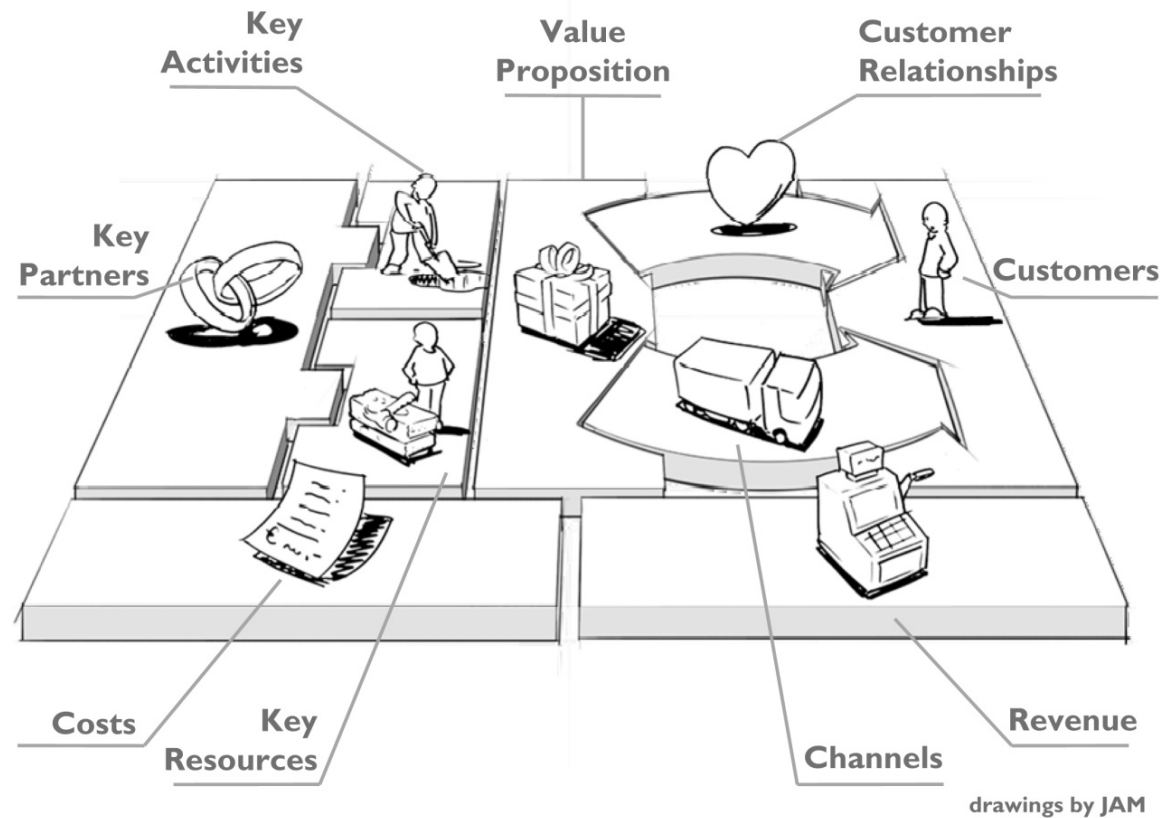 Key
Activities
Value
Proposition
Customer
Relationships
Key
Partners
Customers
Costs
Key
Resources
Channels
Revenue
drawings by JAM